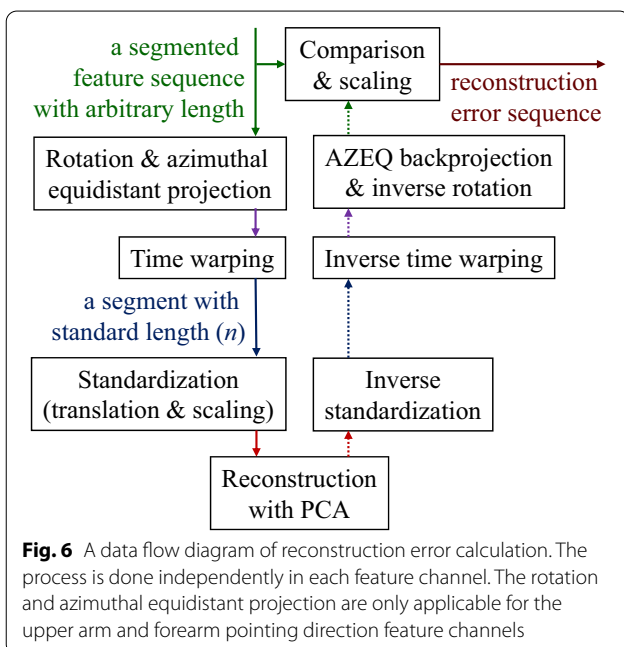 a segmented
feature sequence
with arbitrary length
Comparison
& scaling
reconstruction
error sequence
Rotation & azimuthal
equidistant projection
AZEQ backprojection
& inverse rotation
Time warping
Inverse time warping
a segment with
standard length (n)
Standardization
(translation & scaling)
Inverse
standardization
Reconstruction
with PCA
Fig. 6 A data flow diagram of reconstruction error calculation. The
process is done independently in each feature channel. The rotation
and azimuthal equidistant projection are only applicable for the
upper arm and forearm pointing direction feature channels